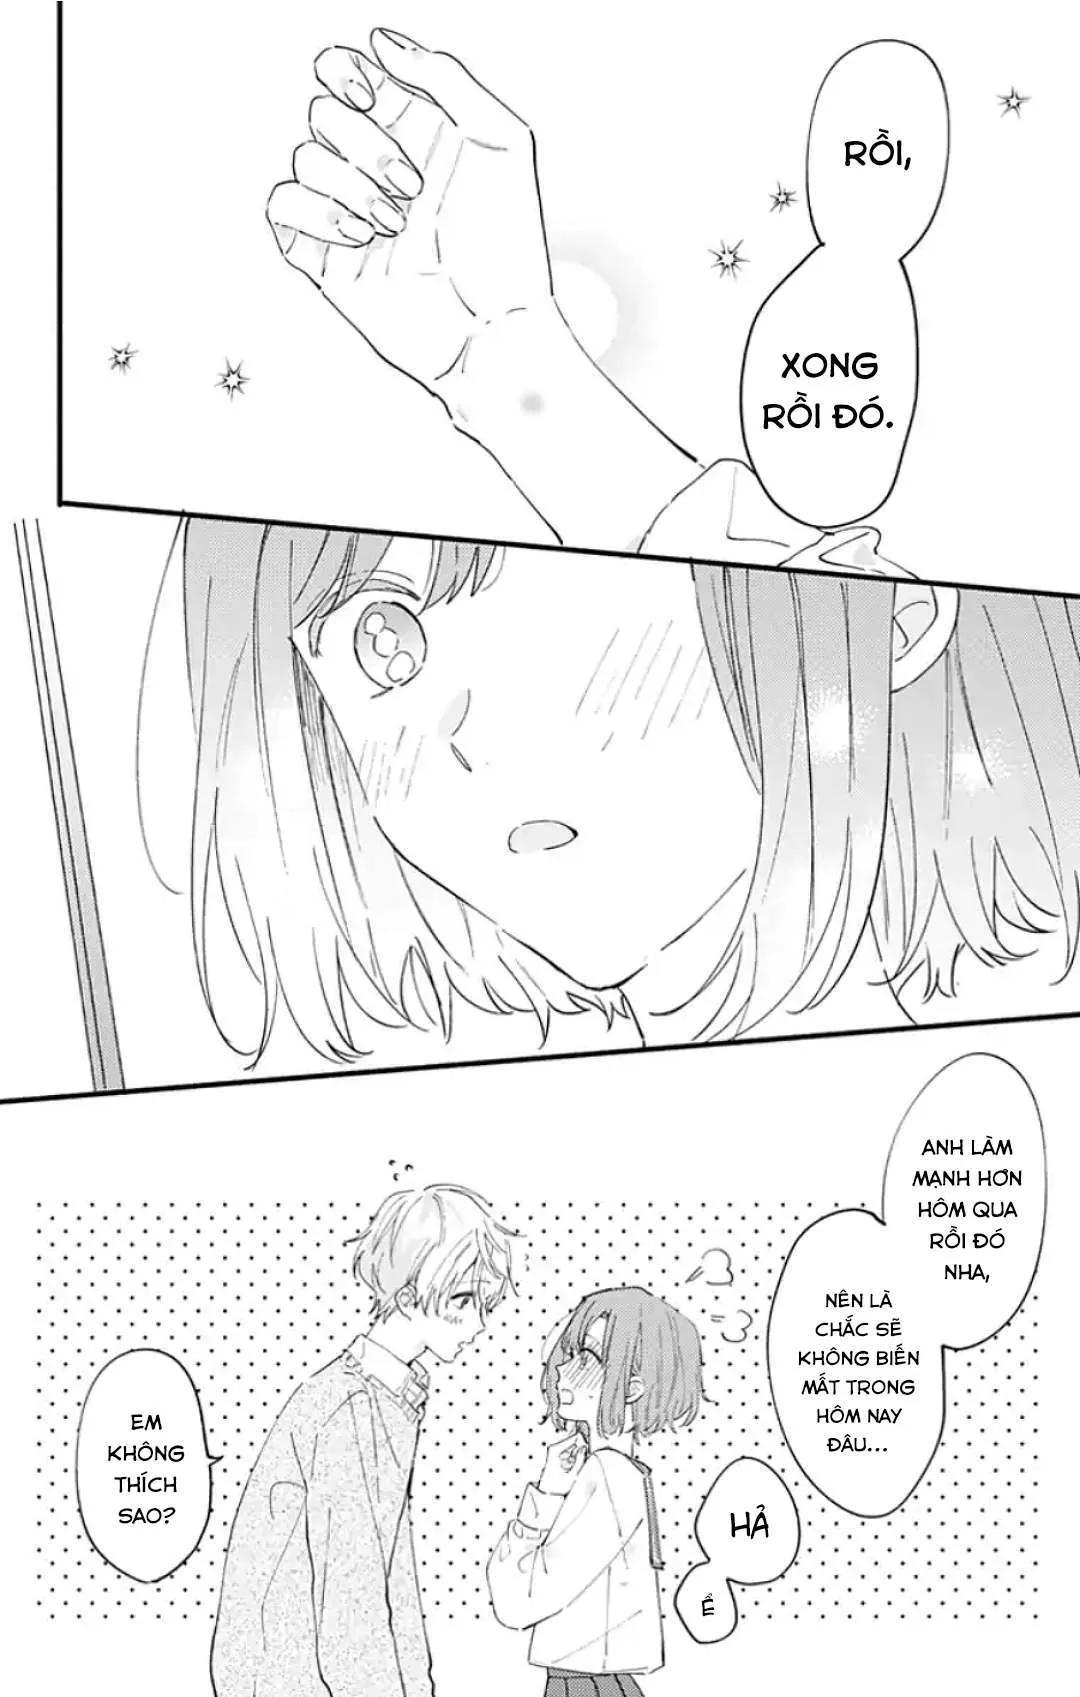 RỒI,
XONG
RỒI ĐÓ.
ANH LÀM
MẠNH HƠN
HÔM QUA
RỒI ĐÓ
NHA,
NÊN LÀ
CHẮC SẼ
KHÔNG BIẾN
MẤT TRONG
HÔM NAY
ĐÂU...
HẢ
Ể
EM
KHÔNG
THÍCH
SAO?